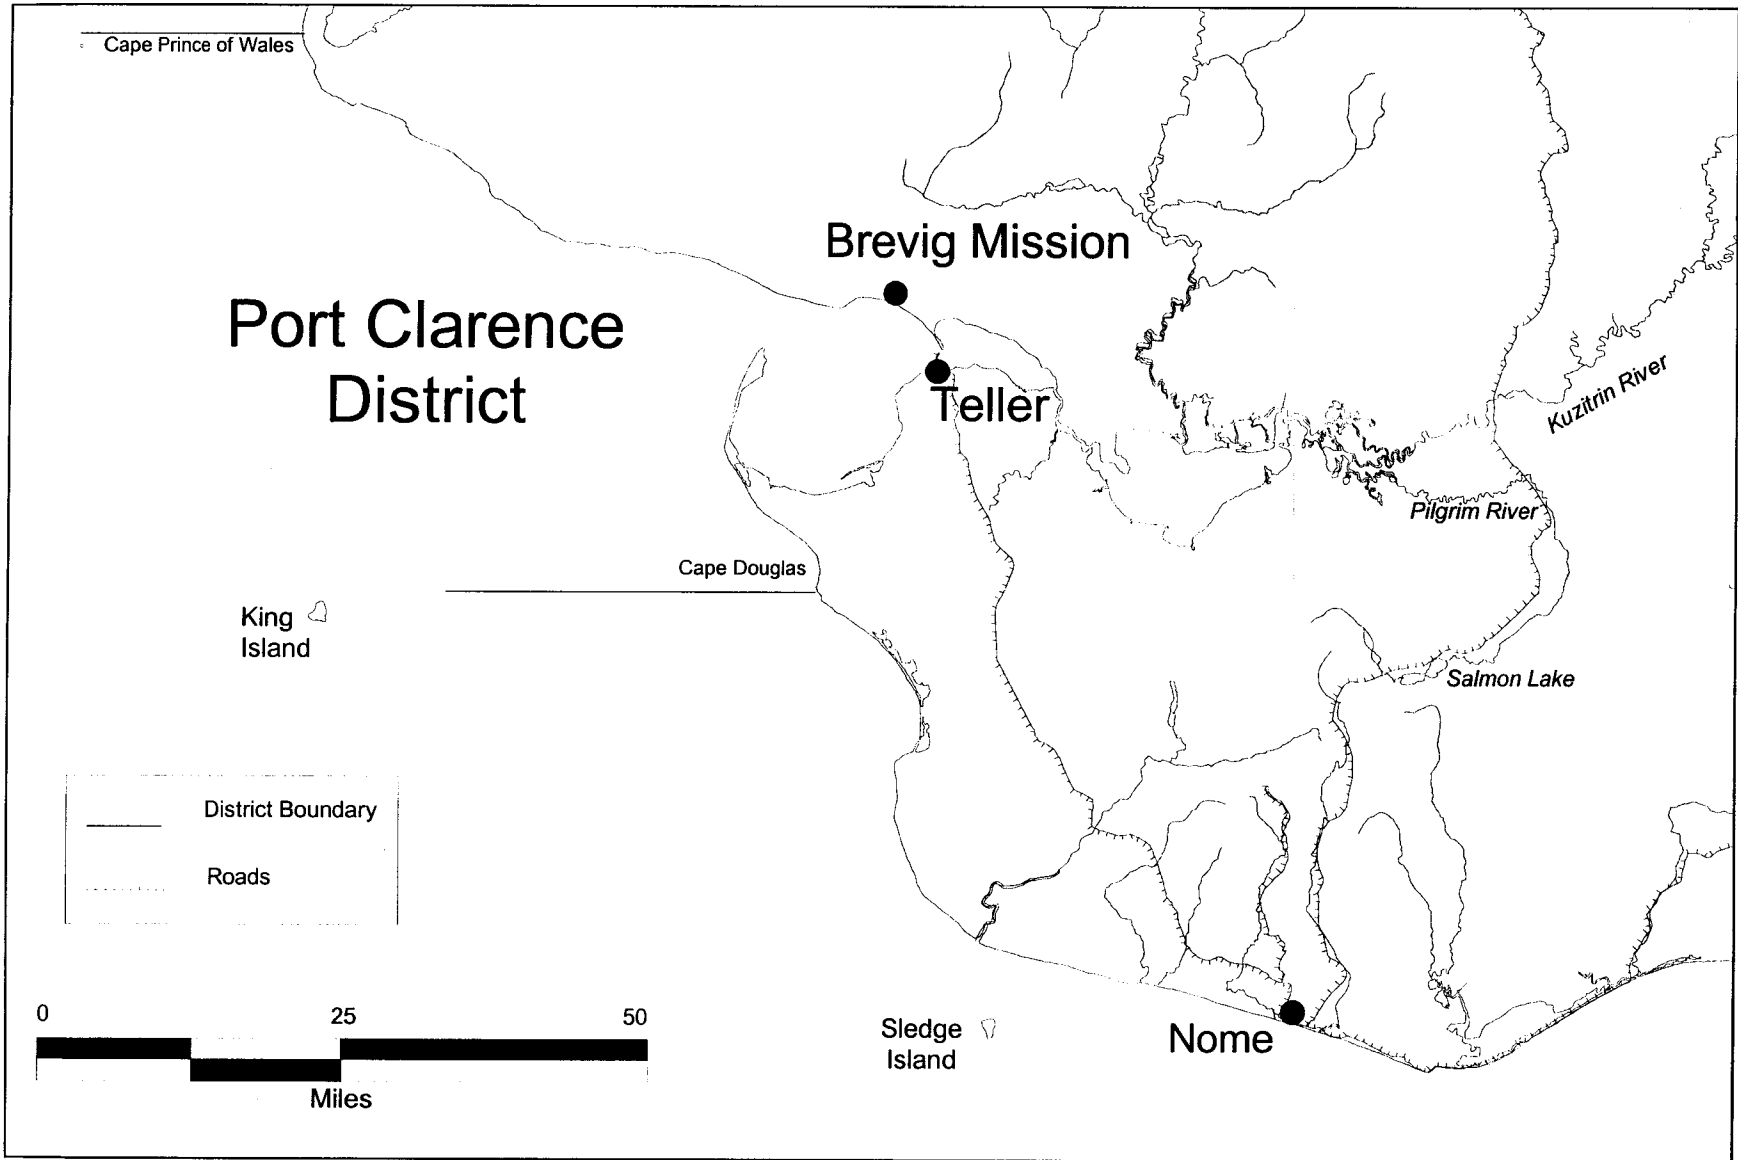 Cape Prince of Wales
Brevig Mission
Port Clarence
District
Teller
Kuzitrin River
Pilgrim River
Cape Douglas
King
Island
Salmon Lake
District Boundary
Roads
0 25 50
Miles
Sledge
Island
Nome